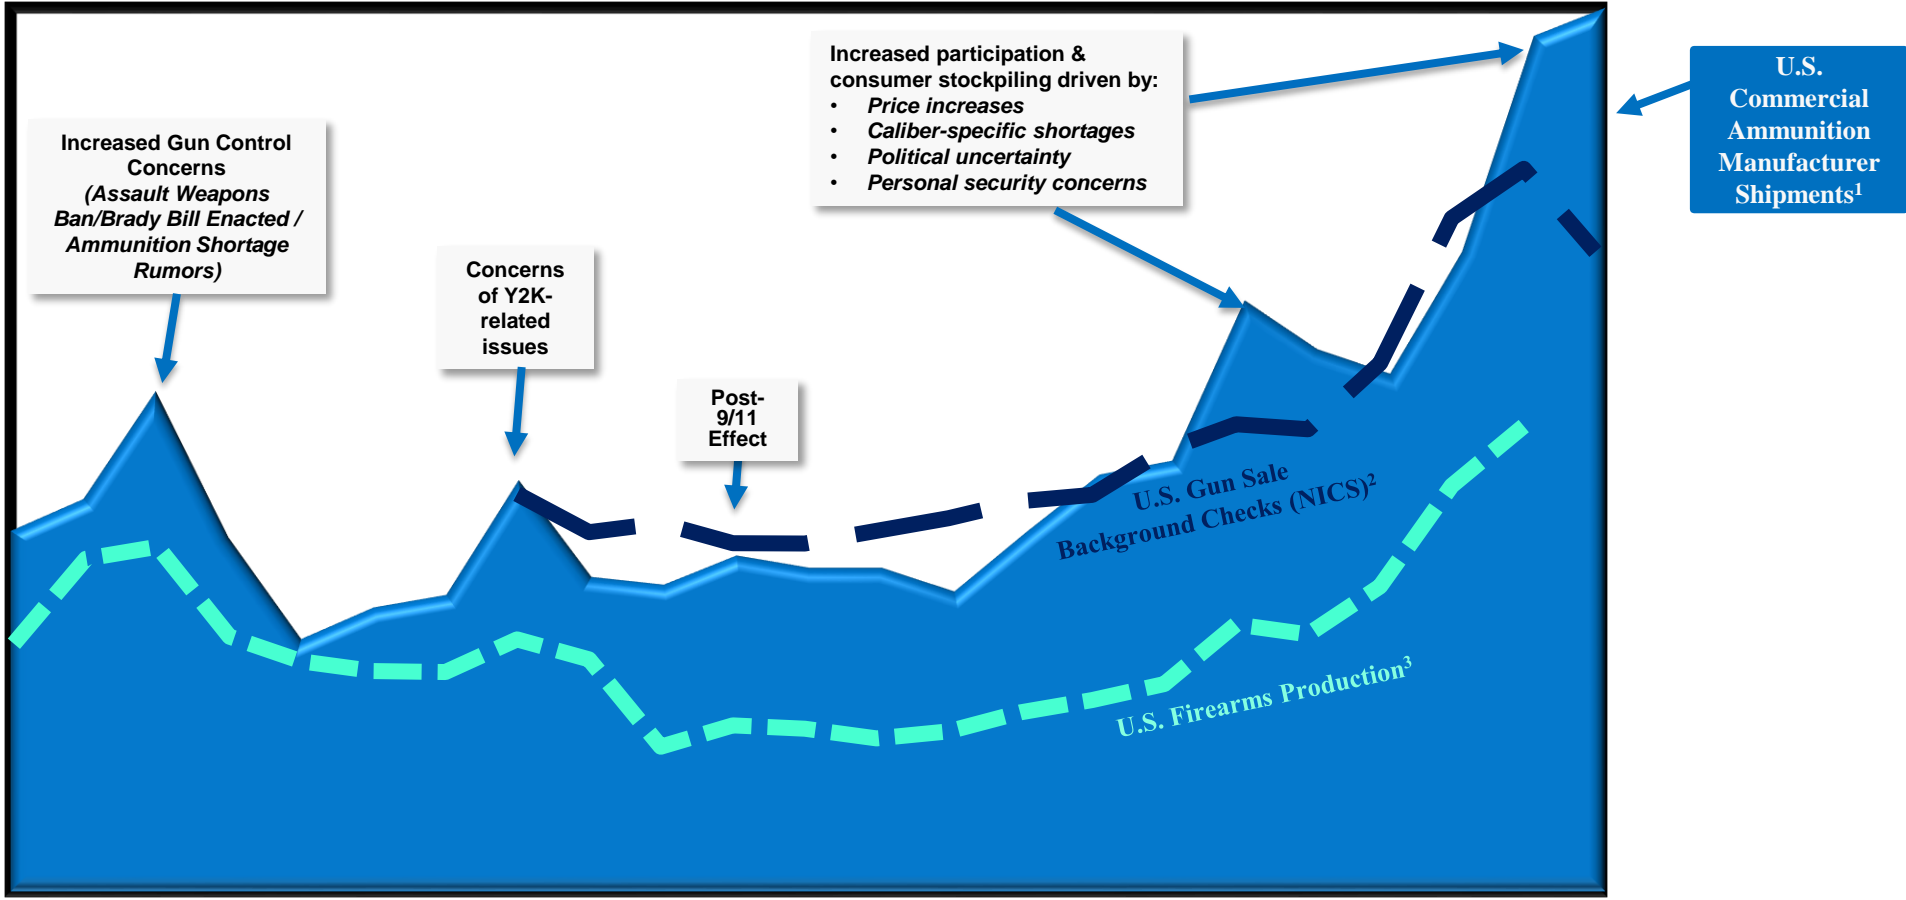 Increased participation &
consumer stockpiling driven by:
• Price increases
• Caliber-specific shortages
• Political uncertainty
• Personal security concerns
U.S.
Commercial
Ammunition
Manufacturer
Shipments¹
Increased Gun Control
Concerns
(Assault Weapons
Ban/Brady Bill Enacted /
Ammunition Shortage
Rumors)
Concerns
of Y2K-
related
issues
Post-
9/11
Effect
U.S. Gun Sale
Background Checks (NICS)²
U.S. Firearms Production³